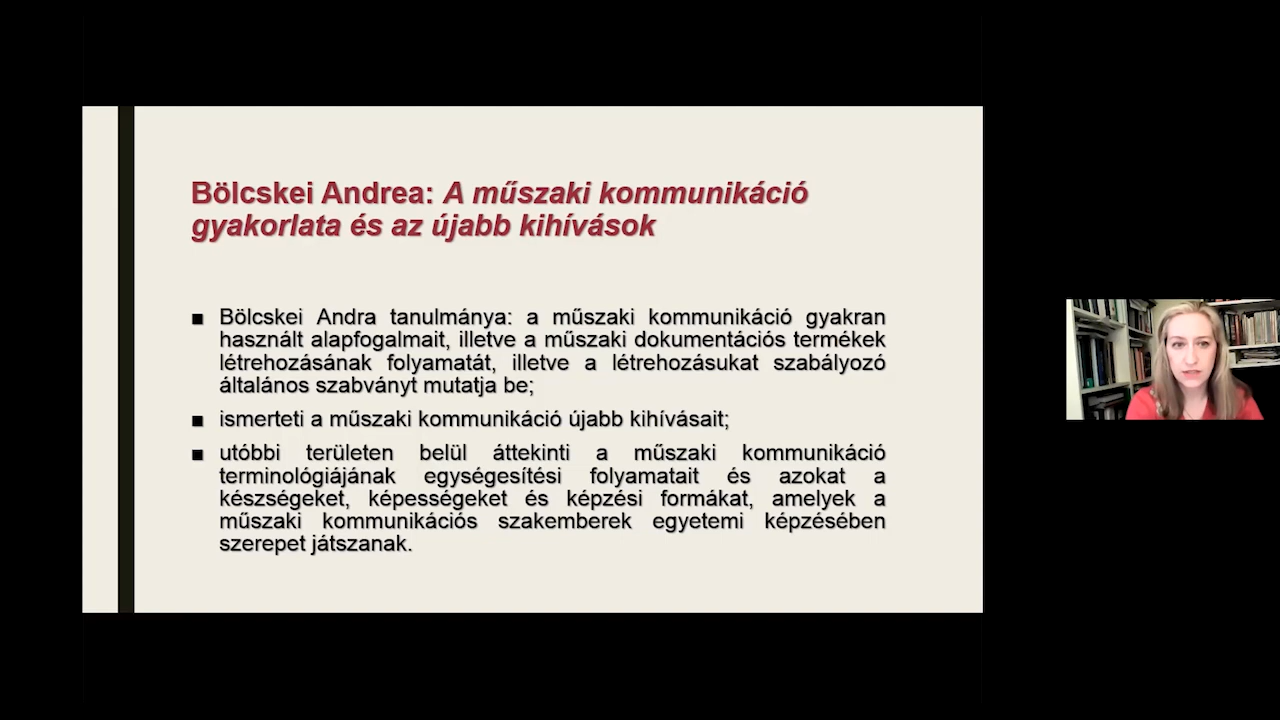 Bölcskei Andrea: A műszaki kommunikáció
gyakorlata és az újabb kihívások
■ Bölcskei Andra tanulmánya: a műszaki kommunikáció gyakran
használt alapfogalmait, illetve a műszaki dokumentációs termékek
létrehozásának folyamatát, illetve a létrehozásukat szabályozó
általános szabványt mutatja be;
■ ismerteti a műszaki kommunikáció újabb kihívásait;
■ utóbbi területen belül áttekinti a műszaki kommunikáció
terminológiájának egységesítési folyamatait és azokat a
készségeket, képességeket és képzési formákat, amelyek a
műszaki kommunikációs szakemberek egyetemi képzésében
szerepet játszanak.